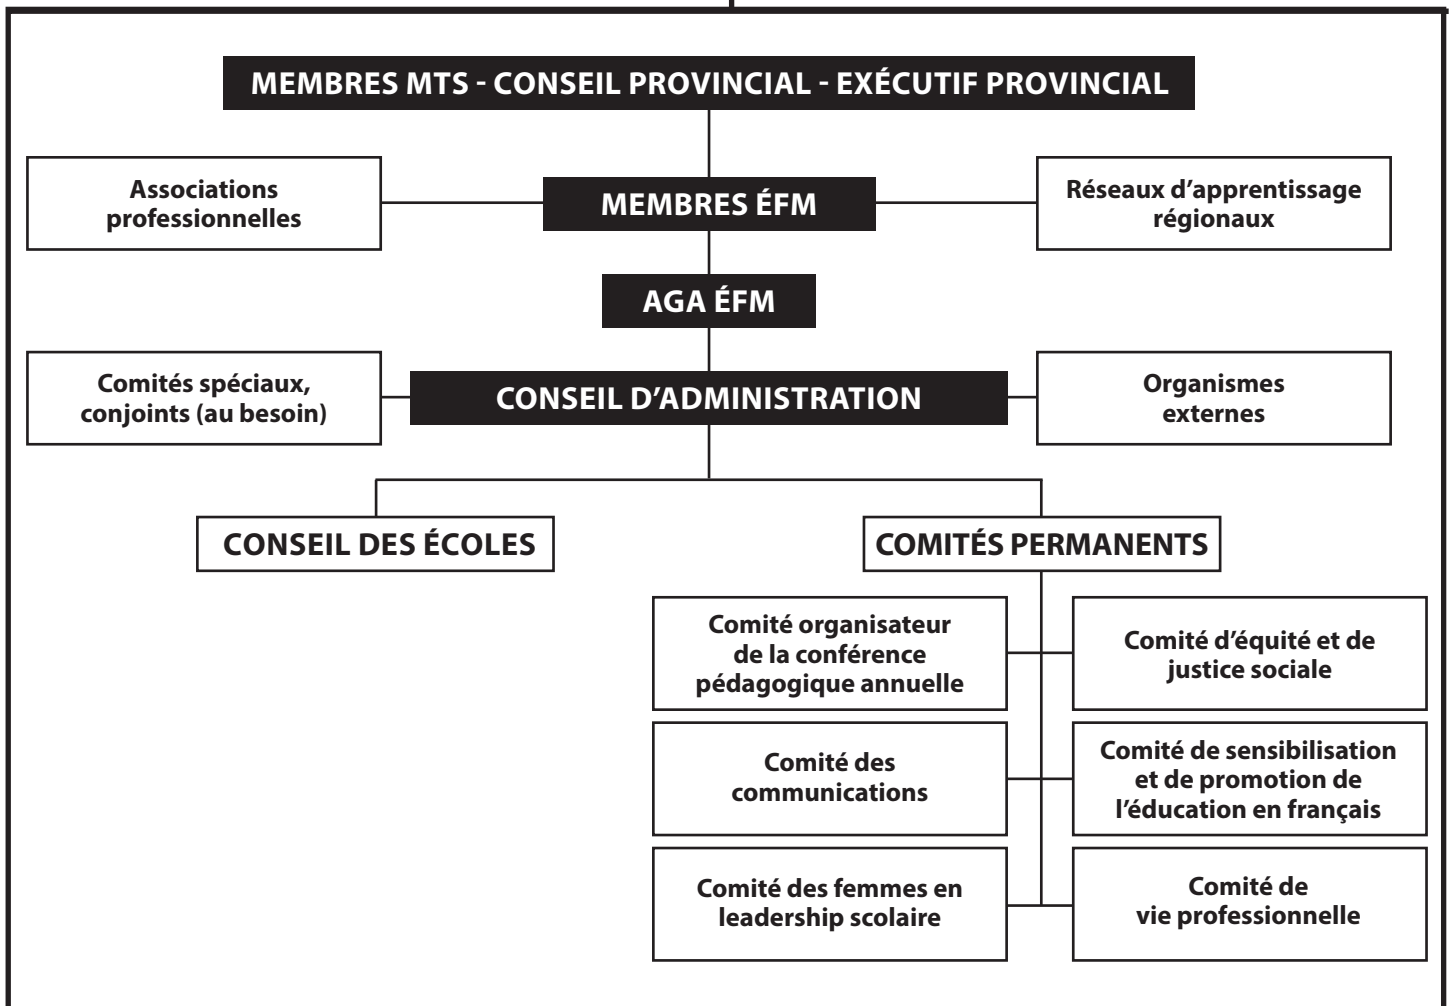 MEMBRES MTS - CONSEIL PROVINCIAL - EXÉCUTIF PROVINCIAL
Associations
professionnelles
MEMBRES ÉFM
Réseaux d'apprentissage
régionaux
AGA ÉFM
Comités spéciaux,
conjoints (au besoin)
CONSEIL D'ADMINISTRATION
Organismes
externes
CONSEIL DES ÉCOLES
COMITÉS PERMANENTS
Comité organisateur
de la conférence
pédagogique annuelle
Comité d'équité et de
justice sociale
Comité des
communications
Comité de sensibilisation
et de promotion de
l'éducation en français
Comité des femmes en
leadership scolaire
Comité de
vie professionnelle